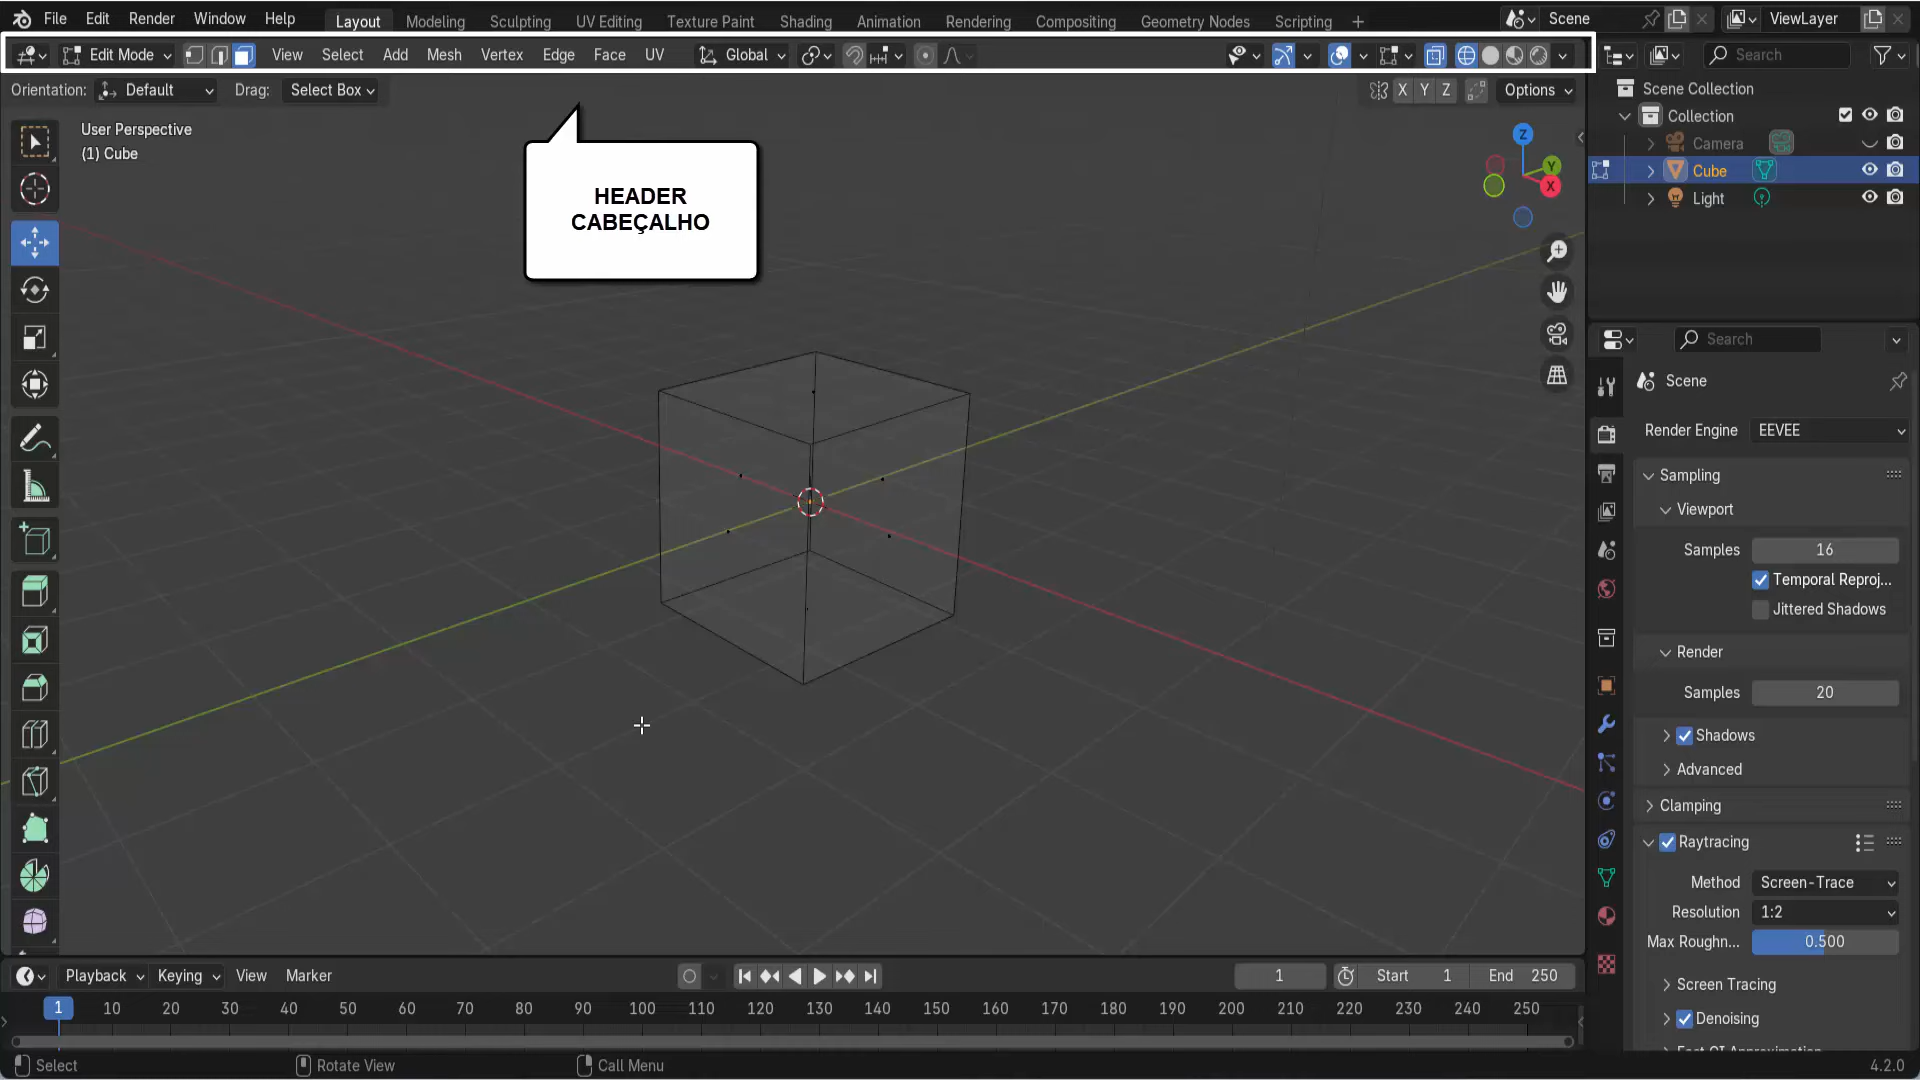 File Edit Render Window Help Layout Modeling Sculpting UV Editing Texture Paint Shading Animation Rendering Compositing Geometry Nodes Scripting + Scene ViewLayer
Edit Mode View Select Add Mesh Vertex Edge Face UV Global Search
Orientation: Default Drag: Select Box X Y Z Options
User Perspective
(1) Cube
HEADER
CABEÇALHO
Z
Y
X
Scene Collection
Collection
Camera
Cube
Light
Search
Scene
Render Engine EEVEE
Sampling
Viewport
Samples 16
Temporal Reproj...
Jittered Shadows
Render
Samples 20
Shadows
Advanced
Clamping
Raytracing
Method Screen-Trace
Resolution 1:2
Max Roughn... 0.500
Screen Tracing
Denoising
Playback Keying View Marker 1 Start 1 End 250
1 10 20 30 40 50 60 70 80 90 100 110 120 130 140 150 160 170 180 190 200 210 220 230 240 250
Select Rotate View Call Menu 4.2.0